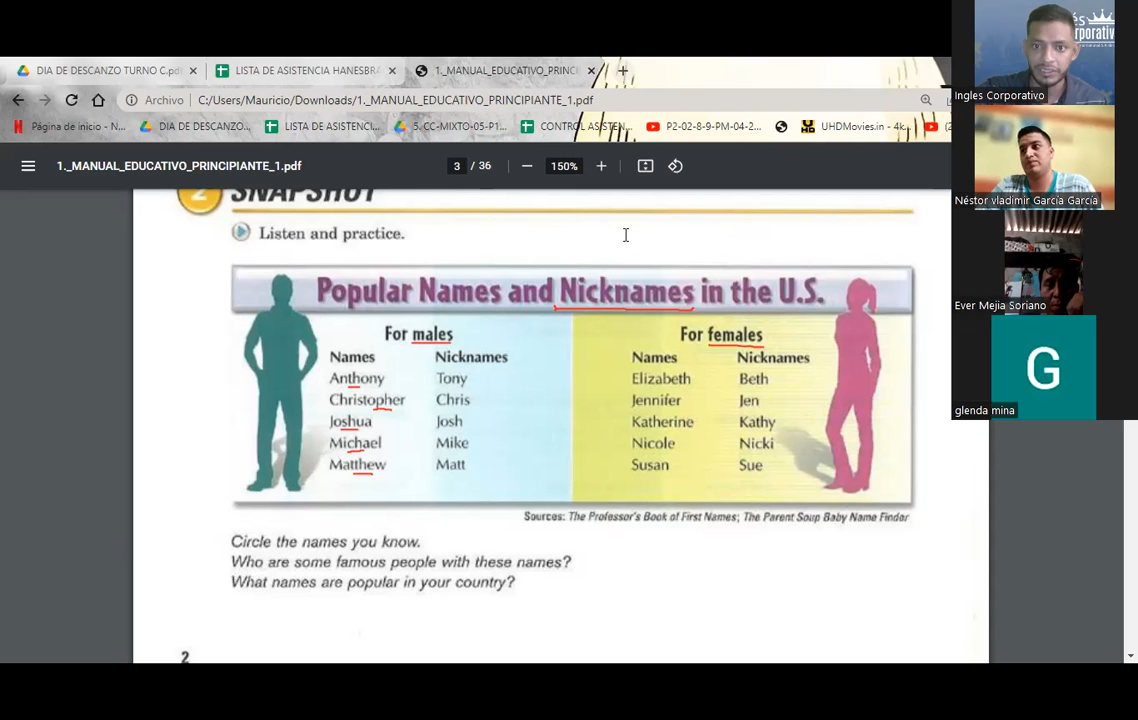 DIA DE DESCANZO TURNO C.pdf
LISTA DE ASISTENCIA HANESBRA
1._MANUAL_EDUCATIVO_PRINCI
Archivo C:/Users/Mauricio/Downloads/1._MANUAL_EDUCATIVO_PRINCIPIANTE_1.pdf
Página de inicio - N...
DIA DE DESCANZO...
LISTA DE ASISTENCI...
5. CC-MIXTO-05-P1...
CONTROL ASISTEN...
P2-02-8-9-PM-04-2...
UHDMovies.in - 4k...
1._MANUAL_EDUCATIVO_PRINCIPIANTE_1.pdf
3 / 36
150%
2 SNAPSHOT
Listen and practice.
Popular Names and Nicknames in the U.S.
For males
Names Nicknames
Anthony Tony
Christopher Chris
Joshua Josh
Michael Mike
Matthew Matt
For females
Names Nicknames
Elizabeth Beth
Jennifer Jen
Katherine Kathy
Nicole Nicki
Susan Sue
Sources: The Professor's Book of First Names; The Parent Soup Baby Name Finder
Circle the names you know.
Who are some famous people with these names?
What names are popular in your country?
2
Ingles Corporativo
Néstor vladimir García García
Ever Mejia Soriano
G
glenda mina